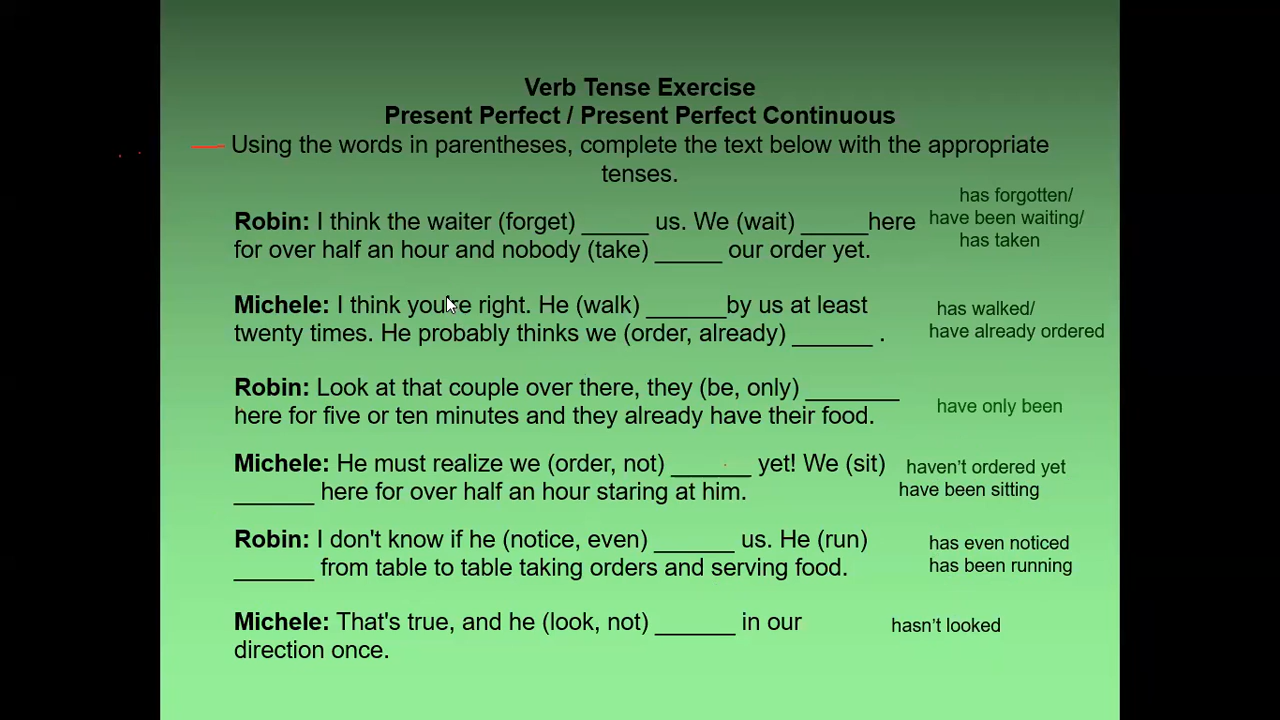 Verb Tense Exercise
Present Perfect / Present Perfect Continuous
Using the words in parentheses, complete the text below with the appropriate
tenses.
Robin: I think the waiter (forget) _____ us. We (wait) _____here
for over half an hour and nobody (take) _____ our order yet.
has forgotten/
have been waiting/
has taken
Michele: I think you're right. He (walk) ______by us at least
twenty times. He probably thinks we (order, already) ______ .
has walked/
have already ordered
Robin: Look at that couple over there, they (be, only) _______
here for five or ten minutes and they already have their food.
have only been
Michele: He must realize we (order, not) ______ yet! We (sit)
______ here for over half an hour staring at him.
haven't ordered yet
have been sitting
Robin: I don't know if he (notice, even) ______ us. He (run)
______ from table to table taking orders and serving food.
has even noticed
has been running
Michele: That's true, and he (look, not) ______ in our
direction once.
hasn't looked